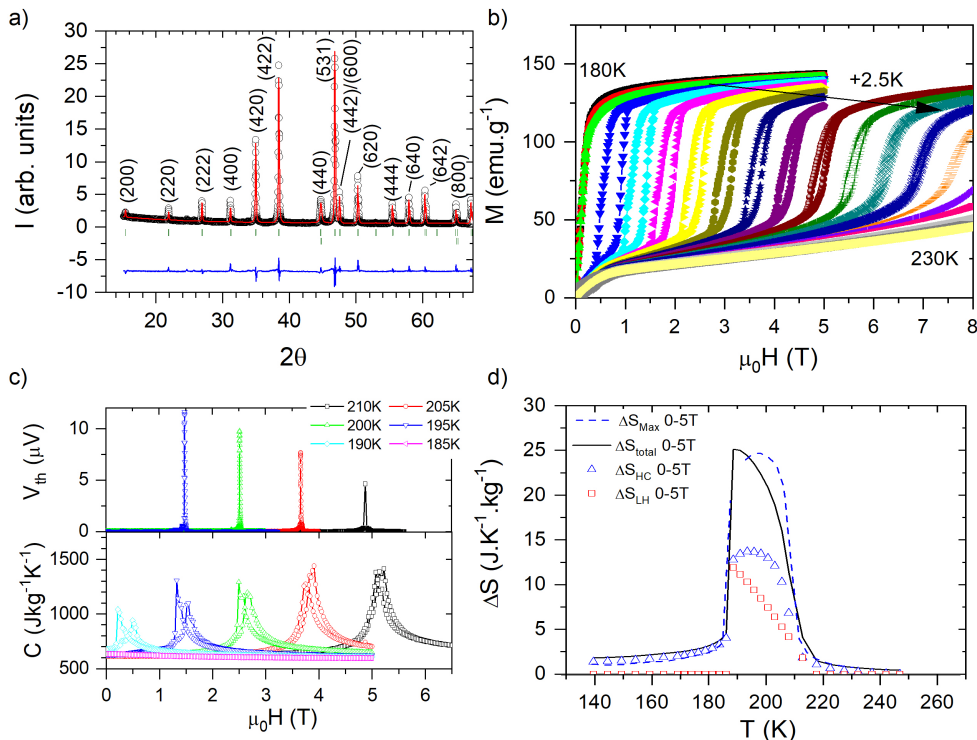 a)
I (arb. units)
30
25
20
15
10
5
0
-5
-10
(200)
(220)
(222)
(400)
(420)
(422)
(440)
(531)
(442)/(600)
(620)
(444)
(640)
(642)
(800)
20
30
40
50
60
2θ
b)
M (emu.g⁻¹)
150
100
50
0
180K
+2.5K
230K
0
1
2
3
4
5
6
7
8
μ₀H (T)
c)
V_th (μV)
10
5
0
210K
205K
200K
195K
190K
185K
C (Jkg⁻¹K⁻¹)
1500
1000
500
0
1
2
3
4
5
6
μ₀H (T)
d)
ΔS (J.K⁻¹.kg⁻¹)
30
25
20
15
10
5
0
ΔS_Max 0-5T
ΔS_total 0-5T
ΔS_HC 0-5T
ΔS_LH 0-5T
140
160
180
200
220
240
260
T (K)